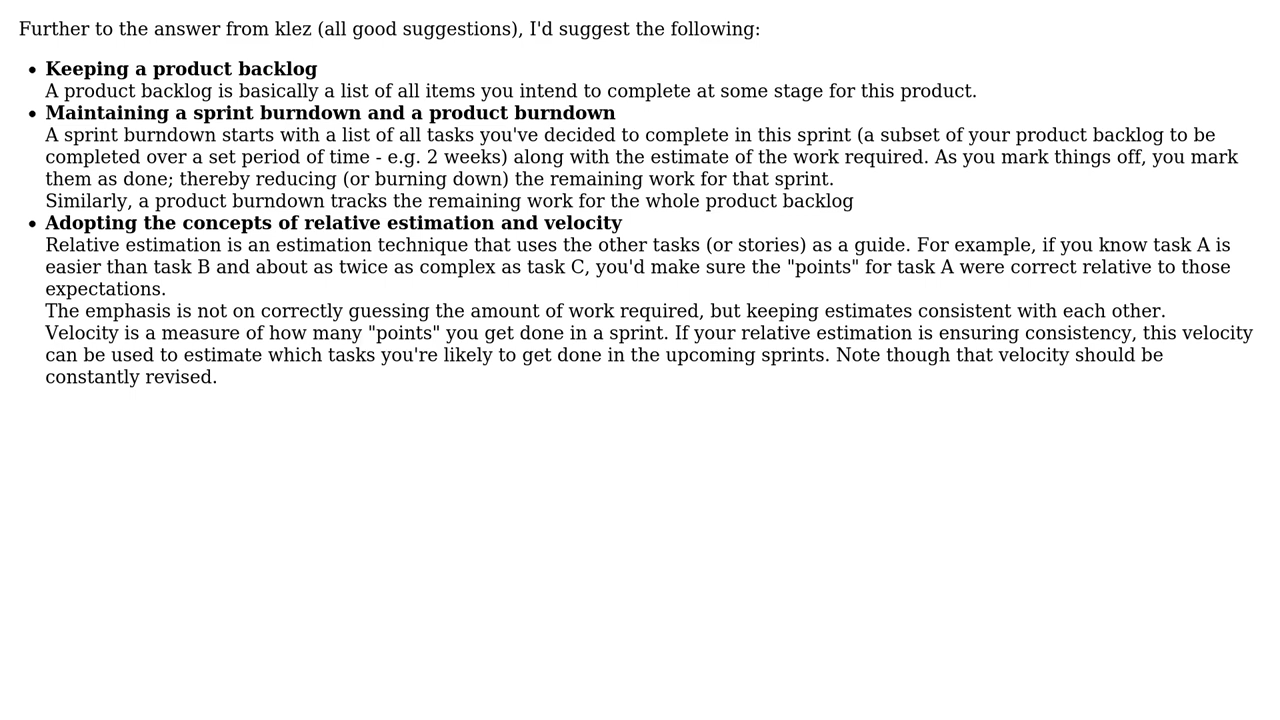 Further to the answer from klez (all good suggestions), I'd suggest the following:
• Keeping a product backlog
A product backlog is basically a list of all items you intend to complete at some stage for this product.
• Maintaining a sprint burndown and a product burndown
A sprint burndown starts with a list of all tasks you've decided to complete in this sprint (a subset of your product backlog to be
completed over a set period of time - e.g. 2 weeks) along with the estimate of the work required. As you mark things off, you mark
them as done; thereby reducing (or burning down) the remaining work for that sprint.
Similarly, a product burndown tracks the remaining work for the whole product backlog
• Adopting the concepts of relative estimation and velocity
Relative estimation is an estimation technique that uses the other tasks (or stories) as a guide. For example, if you know task A is
easier than task B and about as twice as complex as task C, you'd make sure the "points" for task A were correct relative to those
expectations.
The emphasis is not on correctly guessing the amount of work required, but keeping estimates consistent with each other.
Velocity is a measure of how many "points" you get done in a sprint. If your relative estimation is ensuring consistency, this velocity
can be used to estimate which tasks you're likely to get done in the upcoming sprints. Note though that velocity should be
constantly revised.